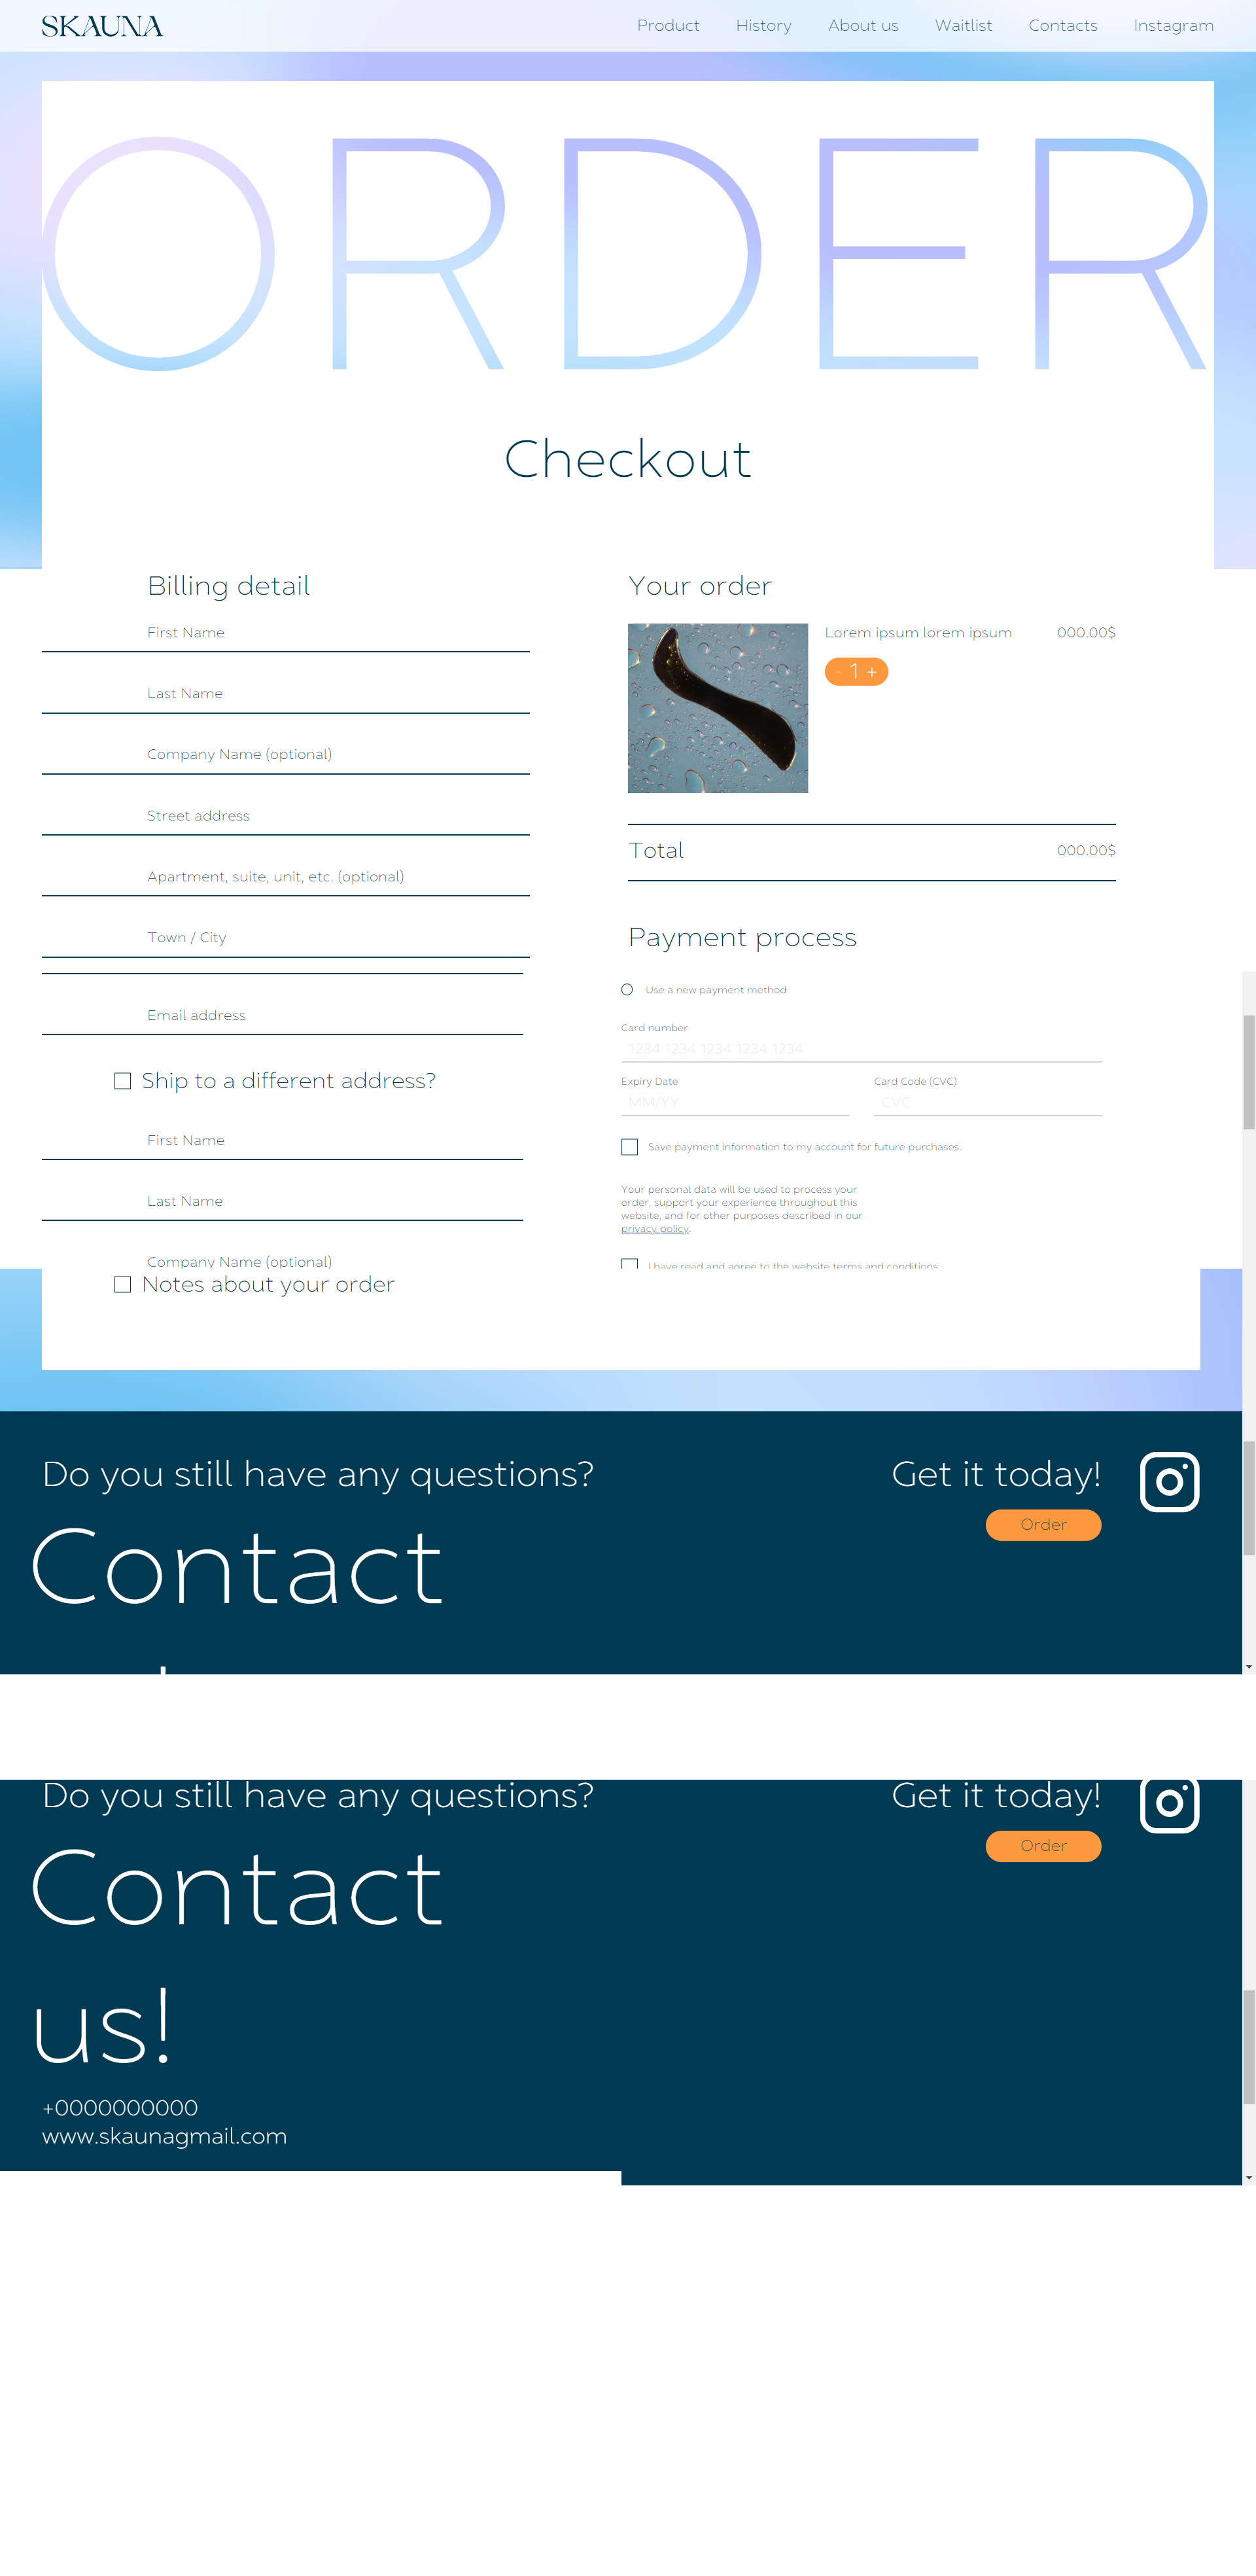 SKAUNA
Product History About us Waitlist Contacts Instagram
ORDER
Checkout
Billing detail
First Name
Last Name
Company Name (optional)
Street address
Apartment, suite, unit, etc. (optional)
Town / City
Email address
Ship to a different address?
First Name
Last Name
Company Name (optional)
Notes about your order
Your order
Lorem ipsum lorem ipsum 000.00$
- 1 +
Total 000.00$
Payment process
Use a new payment method
Card number
1234 1234 1234 1234 1234
Expiry Date Card Code (CVC)
MM/YY CVC
Save payment information to my account for future purchases.
Your personal data will be used to process your
order, support your experience throughout this
website, and for other purposes described in our
privacy policy.
I have read and agree to the website terms and conditions
Do you still have any questions?
Contact
Get it today!
Order
Do you still have any questions?
Contact
us!
+0000000000
www.skaunagmail.com
Get it today!
Order